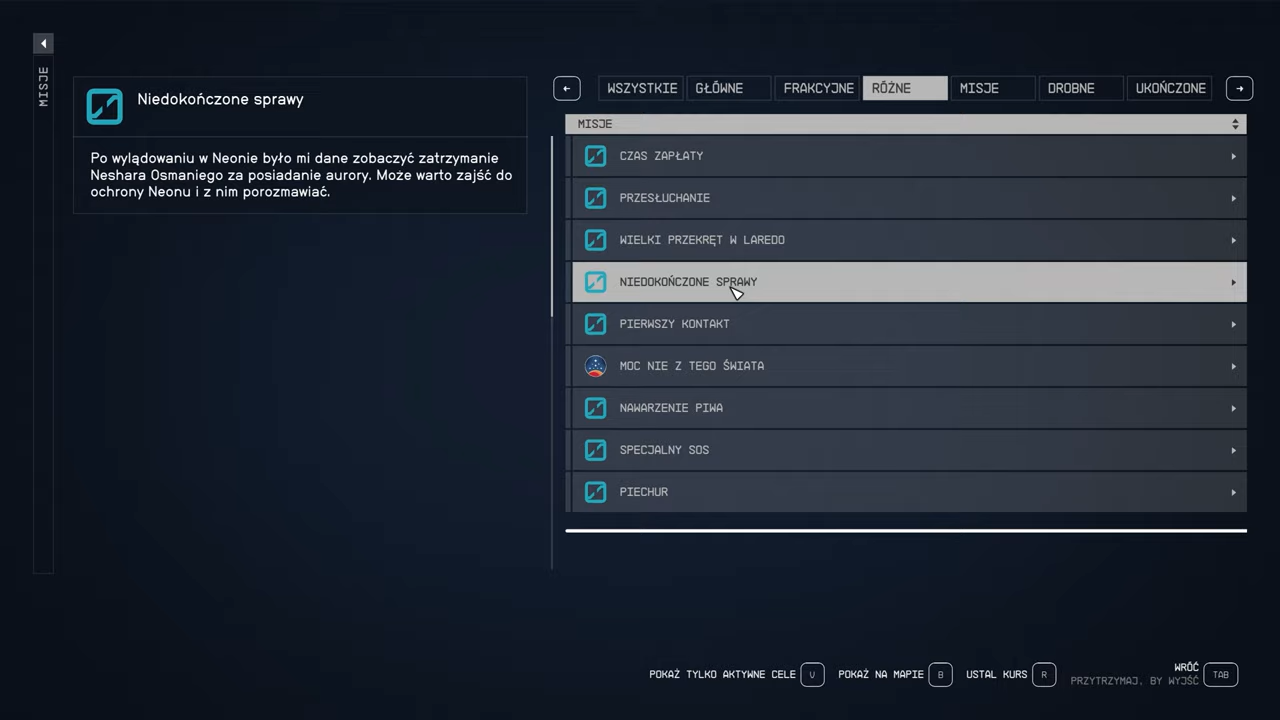 MISJE
Niedokończone sprawy
Po wylądowaniu w Neonie było mi dane zobaczyć zatrzymanie
Neshara Osmaniego za posiadanie aurory. Może warto zajść do
ochrony Neonu i z nim porozmawiać.
WSZYSTKIE GŁÓWNE FRAKCYJNE RÓŻNE MISJE DROBNE UKOŃCZONE
MISJE
CZAS ZAPŁATY
PRZESŁUCHANIE
WIELKI PRZEKRĘT W LAREDO
NIEDOKOŃCZONE SPRAWY
PIERWSZY KONTAKT
MOC NIE Z TEGO ŚWIATA
NAWARZENIE PIWA
SPECJALNY SOS
PIECHUR
POKAŻ TYLKO AKTYWNE CELE V POKAŻ NA MAPIE B USTAL KURS R WRÓĆ TAB
PRZYTRZYMAJ, BY WYJŚĆ